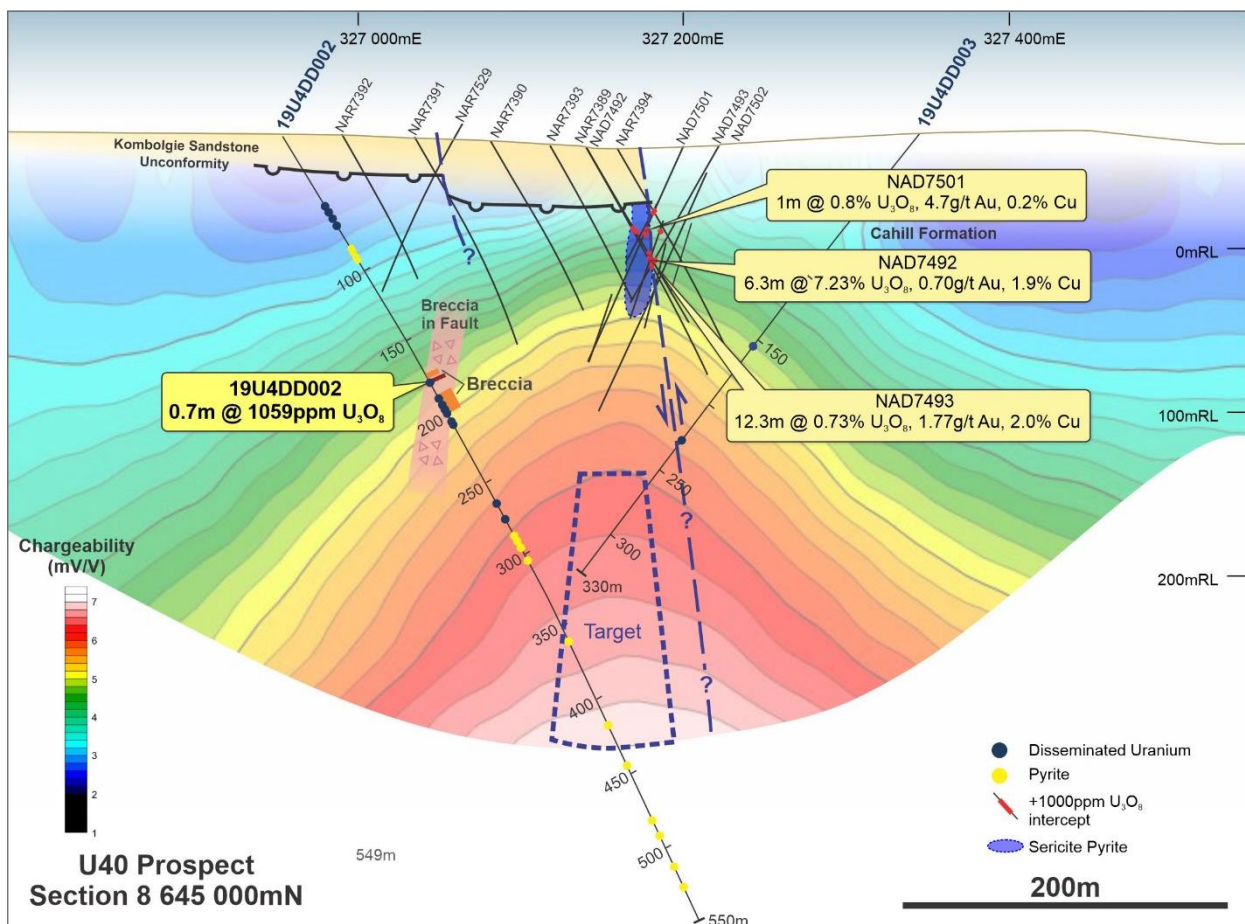 327 000mE
327 200mE
327 400mE
19U4DD002
NAR7392
NAR7391
NAR7529
NAR7390
NAR7393
NAR7389
NAD7492
NAR7394
NAD7501
NAD7493
NAD7502
19U4DD003
Kombolgie Sandstone
Unconformity
NAD7501
1m @ 0.8% U₃O₈, 4.7g/t Au, 0.2% Cu
Cahill Formation
0mRL
NAD7492
6.3m @ 7.23% U₃O₈, 0.70g/t Au, 1.9% Cu
?
100
Breccia
in Fault
150
150
19U4DD002
0.7m @ 1059ppm U₃O₈
Breccia
NAD7493
12.3m @ 0.73% U₃O₈, 1.77g/t Au, 2.0% Cu
100mRL
200
200
250
250
?
300
300
330m
200mRL
Chargeability
(mV/V)
7
6
5
4
3
2
1
350
Target
?
400
450
500
550m
Disseminated Uranium
Pyrite
+1000ppm U₃O₈
intercept
Sericite Pyrite
549m
U40 Prospect
Section 8 645 000mN
200m